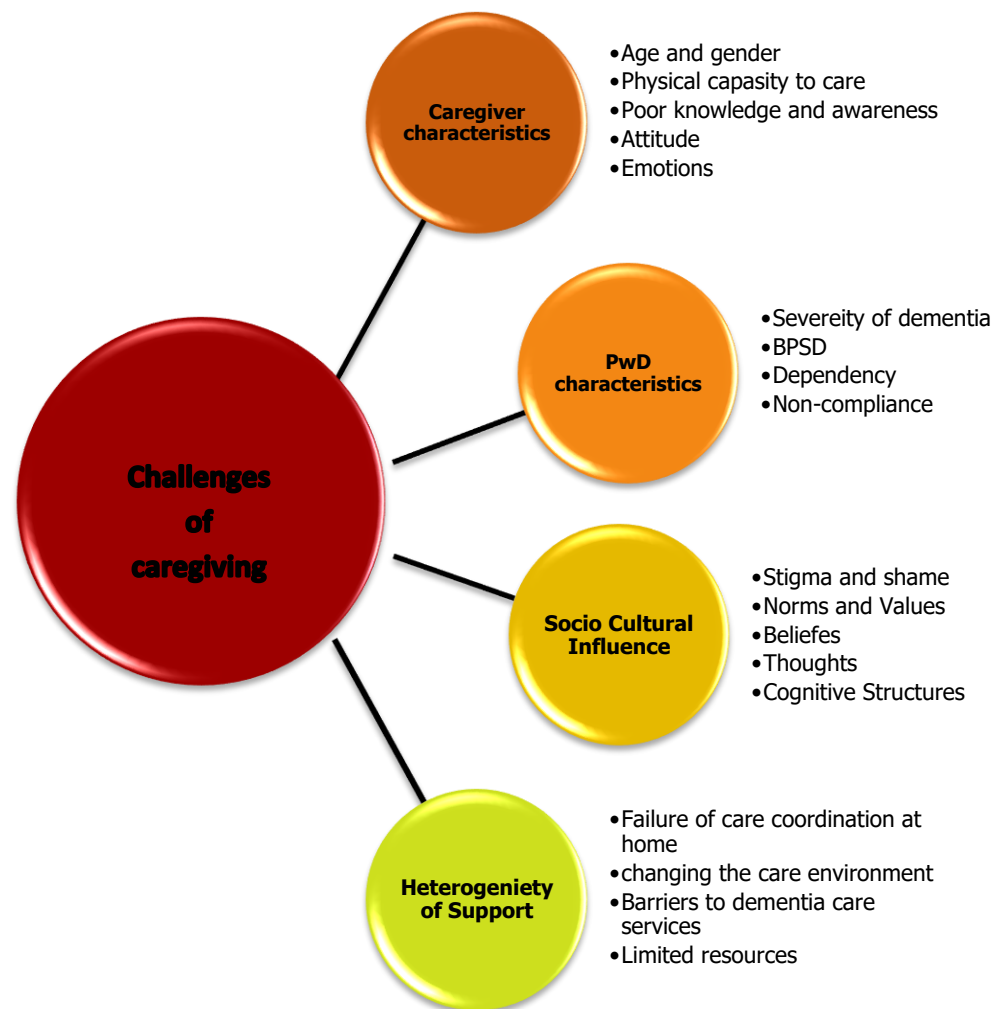 Caregiver
characteristics
•Age and gender
•Physical capasity to care
•Poor knowledge and awareness
•Attitude
•Emotions
PwD
characteristics
•Severeity of dementia
•BPSD
•Dependency
•Non-compliance
Challenges
of
caregiving
Socio Cultural
Influence
•Stigma and shame
•Norms and Values
•Beliefes
•Thoughts
•Cognitive Structures
Heterogeniety
of Support
•Failure of care coordination at
home
•changing the care environment
•Barriers to dementia care
services
•Limited resources